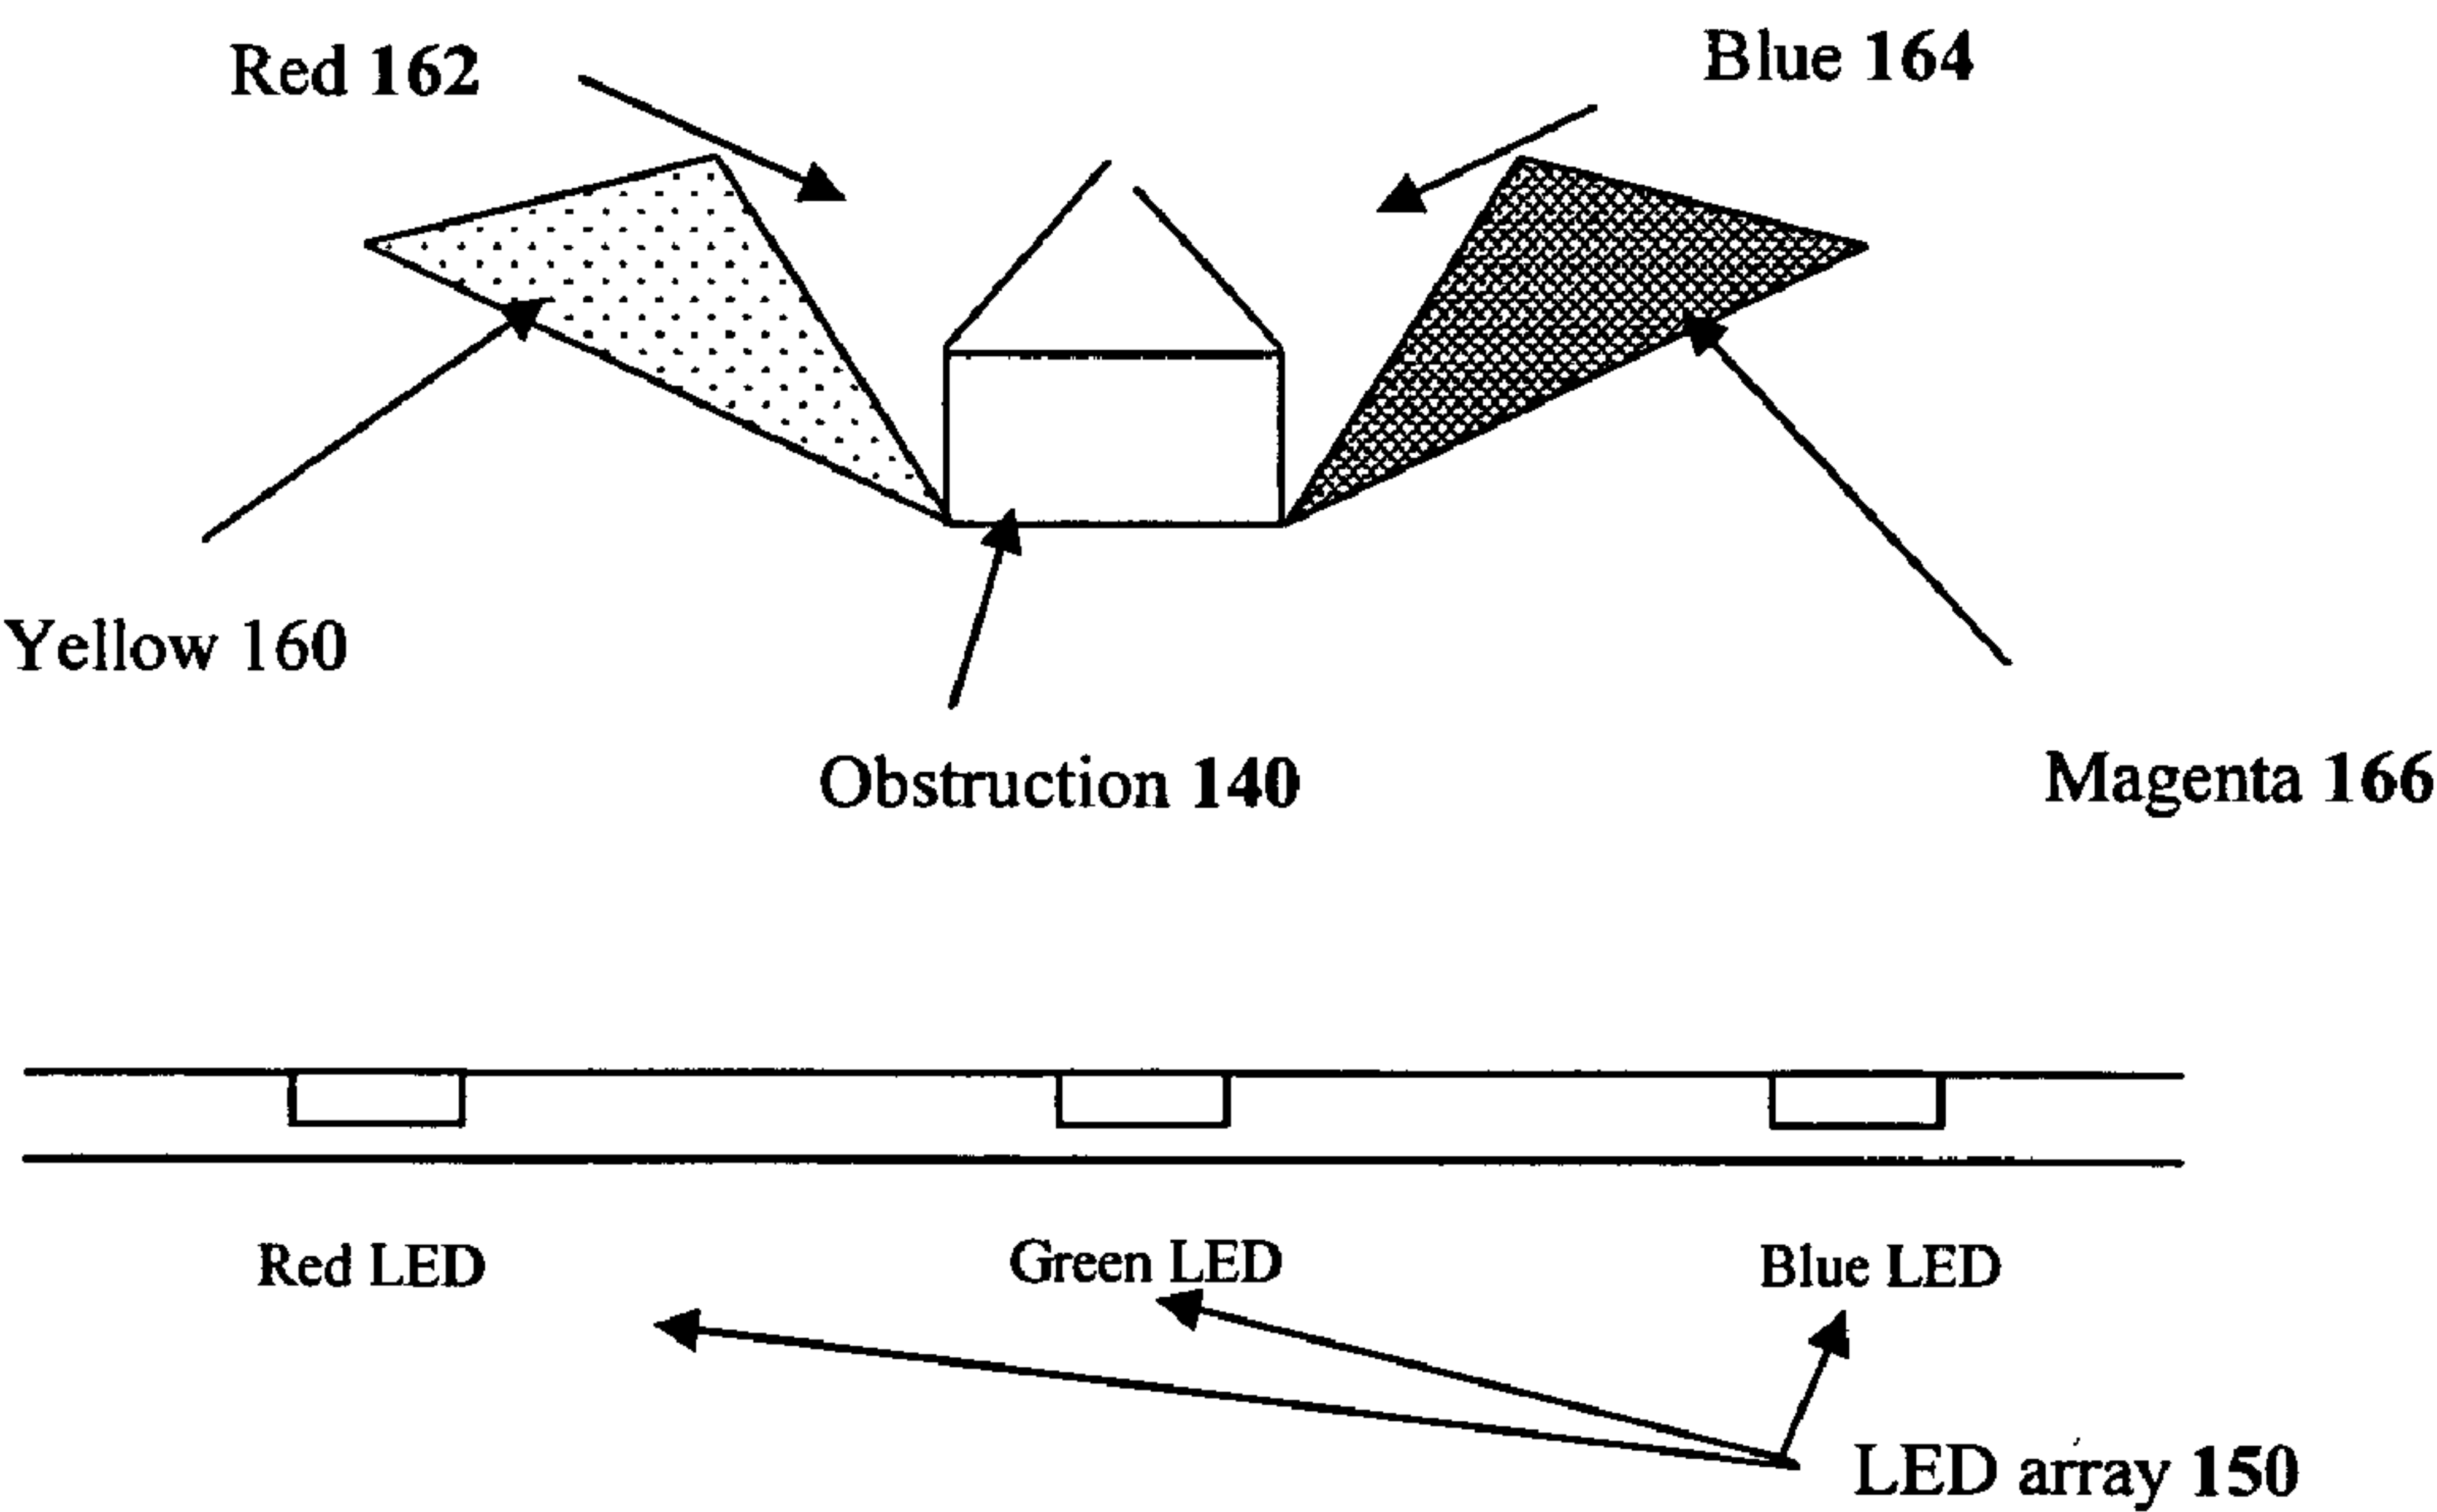 Red 162
Blue 164
Yellow 160
Obstruction 140
Magenta 166
Red LED
Green LED
Blue LED
LED array 150